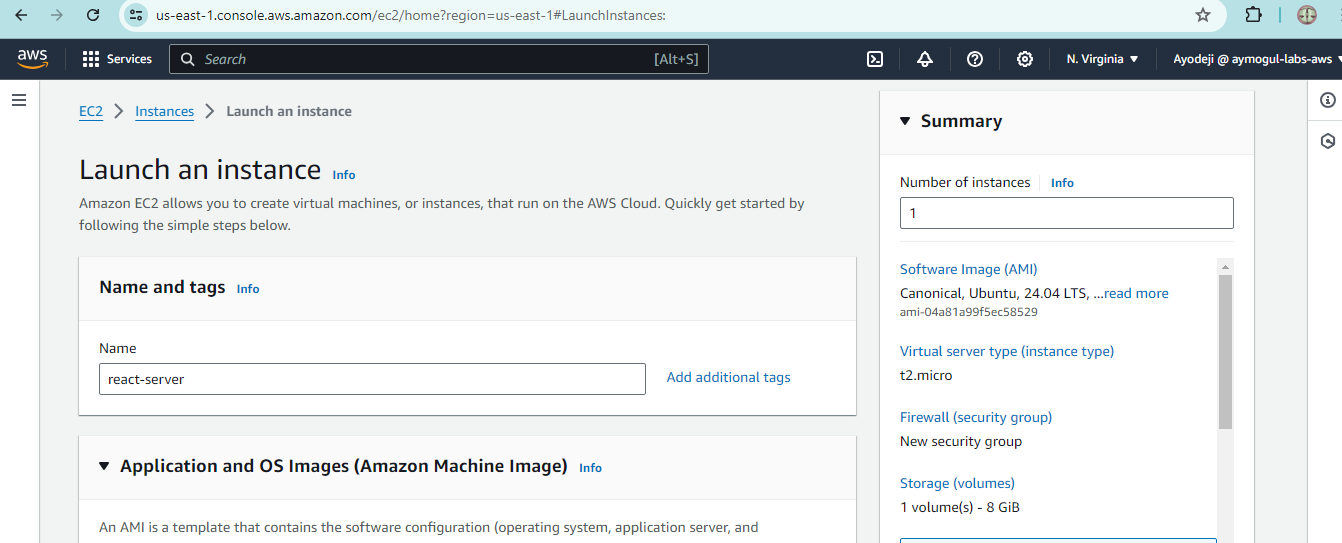 us-east-1.console.aws.amazon.com/ec2/home?region=us-east-1#LaunchInstances:
aws
Services
Search
[Alt+S]
N. Virginia
Ayodeji @ aymogul-labs-aws
EC2 > Instances > Launch an instance
Launch an instance Info
Amazon EC2 allows you to create virtual machines, or instances, that run on the AWS Cloud. Quickly get started by
following the simple steps below.
Name and tags Info
Name
react-server
Add additional tags
Application and OS Images (Amazon Machine Image) Info
An AMI is a template that contains the software configuration (operating system, application server, and
Summary
Number of instances Info
1
Software Image (AMI)
Canonical, Ubuntu, 24.04 LTS, ...read more
ami-04a81a99f5ec58529
Virtual server type (instance type)
t2.micro
Firewall (security group)
New security group
Storage (volumes)
1 volume(s) - 8 GiB